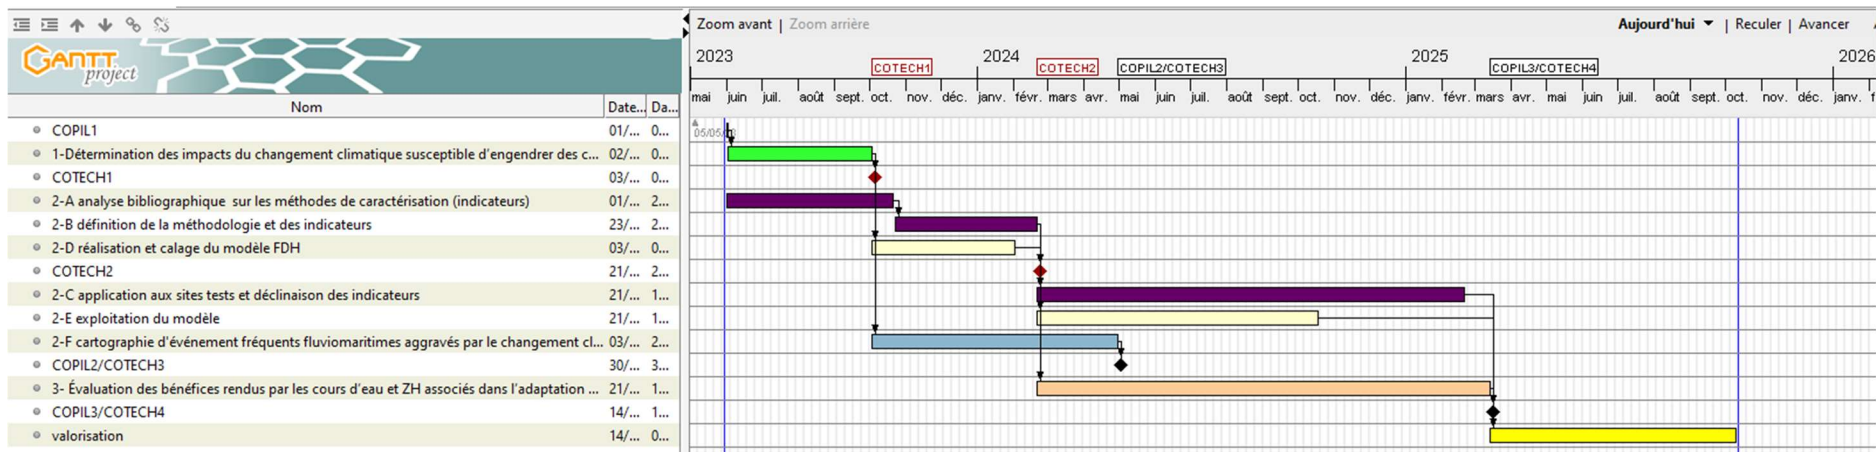 Zoom avant | Zoom arrière
Aujourd'hui | Reculer | Avancer
GANTT
project
2023
2024
2025
2026
COTECH1
COTECH2
COPIL2/COTECH3
COPIL3/COTECH4
Nom
Date...
Da...
mai juin juil. août sept. oct. nov. déc. janv. févr. mars avr. mai juin juil. août sept. oct. nov. déc. janv. févr. mars avr. mai juin juil. août sept. oct. nov. déc. janv. f
COPIL1 01/... 0...
1-Détermination des impacts du changement climatique susceptible d'engendrer des c... 02/... 0...
COTECH1 03/... 0...
2-A analyse bibliographique sur les méthodes de caractérisation (indicateurs) 01/... 2...
2-B définition de la méthodologie et des indicateurs 23/... 2...
2-D réalisation et calage du modèle FDH 03/... 0...
COTECH2 21/... 2...
2-C application aux sites tests et déclinaison des indicateurs 21/... 1...
2-E exploitation du modèle 21/... 1...
2-F cartographie d'événement fréquents fluviomaritimes aggravés par le changement cl... 03/... 2...
COPIL2/COTECH3 30/... 3...
3- Évaluation des bénéfices rendus par les cours d'eau et ZH associés dans l'adaptation ... 21/... 1...
COPIL3/COTECH4 14/... 1...
valorisation 14/... 0...